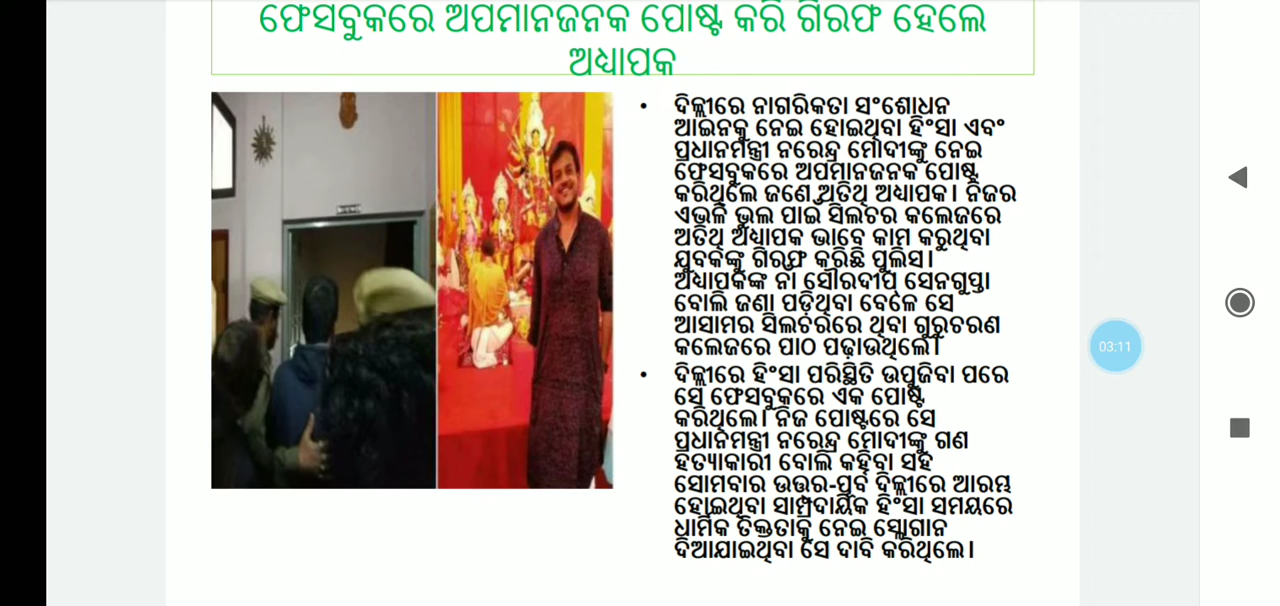 ଫେସବୁକରେ ଅପମାନଜନକ ପୋଷ୍ଟ କରି ଗିରଫ ହେଲେ
ଅଧ୍ୟାପକ
• ଦିଲ୍ଲୀରେ ନାଗରିକତା ସଂଶୋଧନ
ଆଇନକୁ ନେଇ ହୋଇଥିବା ହିଂସା ଏବଂ
ପ୍ରଧାନମନ୍ତ୍ରୀ ନରେନ୍ଦ୍ର ମୋଦୀଙ୍କୁ ନେଇ
ଫେସବୁକରେ ଅପମାନଜନକ ପୋଷ୍ଟ
କରିଥିଲେ ଜଣେ ଅତିଥି ଅଧ୍ୟାପକ। ନିଜର
ଏଭଳି ଭୁଲ ପାଇଁ ସିଲଚର କଲେଜରେ
ଅତିଥି ଅଧ୍ୟାପକ ଭାବେ କାମ କରୁଥିବା
ଯୁବକଙ୍କୁ ଗିରଫ କରିଛି ପୁଲିସ।
ଅଧ୍ୟାପକଙ୍କ ନାଁ ସୌରଦୀପ ସେନଗୁପ୍ତା
ବୋଲି ଜଣା ପଡ଼ିଥିବା ବେଳେ ସେ
ଆସାମର ସିଲଚରରେ ଥିବା ଗୁରୁଚରଣ
କଲେଜରେ ପାଠ ପଢ଼ାଉଥିଲେ।
• ଦିଲ୍ଲୀରେ ହିଂସା ପରିସ୍ଥିତି ଉପୁଜିବା ପରେ
ସେ ଫେସବୁକରେ ଏକ ପୋଷ୍ଟ
କରିଥିଲେ। ନିଜ ପୋଷ୍ଟରେ ସେ
ପ୍ରଧାନମନ୍ତ୍ରୀ ନରେନ୍ଦ୍ର ମୋଦୀଙ୍କୁ ଗଣ
ହତ୍ୟାକାରୀ ବୋଲି କହିବା ସହ
ସୋମବାର ଉତ୍ତର-ପୂର୍ବ ଦିଲ୍ଲୀରେ ଆରମ୍ଭ
ହୋଇଥିବା ସାମ୍ପ୍ରଦାୟିକ ହିଂସା ସମୟରେ
ଧାର୍ମିକ ତିକ୍ତତାକୁ ନେଇ ସ୍ଲୋଗାନ
ଦିଆଯାଇଥିବା ସେ ଦାବି କରିଥିଲେ।
03:11